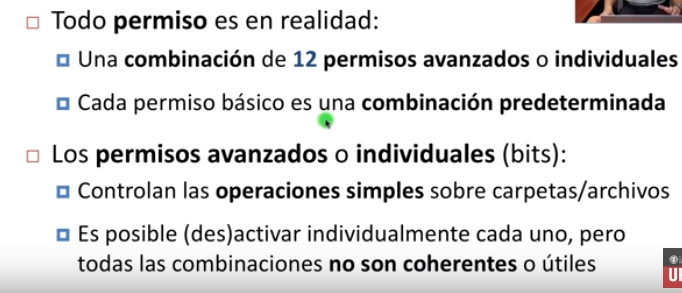 Todo permiso es en realidad:
Una combinación de 12 permisos avanzados o individuales
Cada permiso básico es una combinación predeterminada
Los permisos avanzados o individuales (bits):
Controlan las operaciones simples sobre carpetas/archivos
Es posible (des)activar individualmente cada uno, pero
todas las combinaciones no son coherentes o útiles